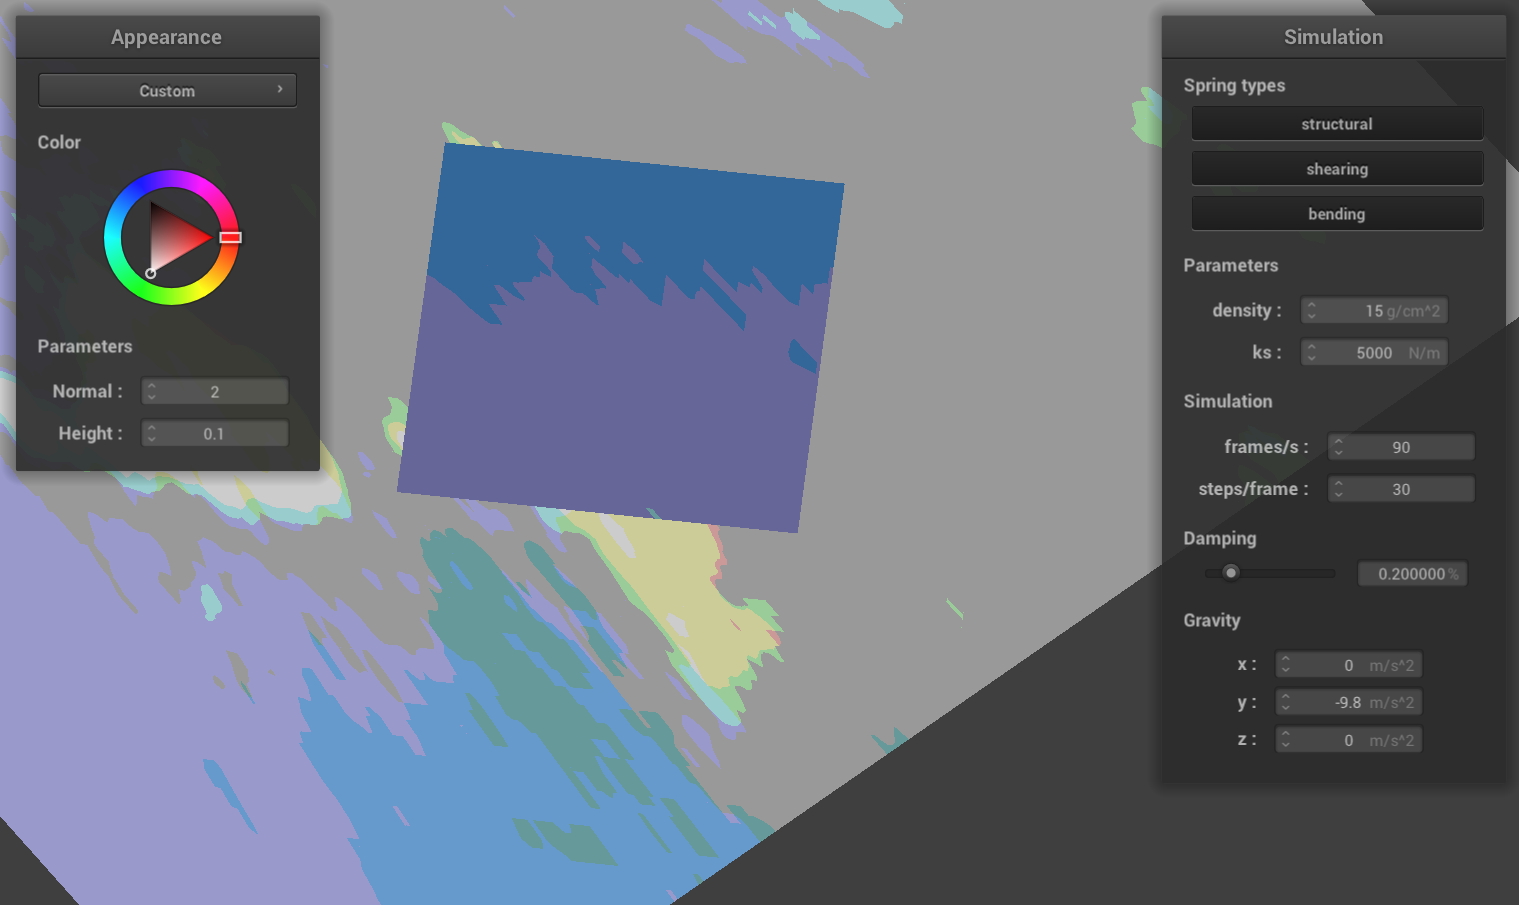 Appearance
Custom
Color
Parameters
Normal : 2
Height : 0.1
Simulation
Spring types
structural
shearing
bending
Parameters
density : 15 g/cm^2
ks : 5000 N/m
Simulation
frames/s : 90
steps/frame : 30
Damping
0.200000 %
Gravity
x : 0 m/s^2
y : -9.8 m/s^2
z : 0 m/s^2